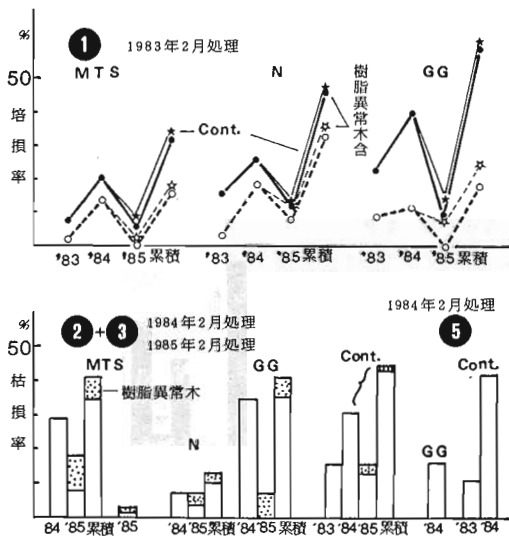 ❶ 1983年2月処理
%
50
MTS N GG
培損率
Cont.
樹脂異常木含
'83 '84 '85 累積 '83 '84 '85 累積 '83 '84 '85 累積
❷+❸ 1984年2月処理
1985年2月処理
1984年2月処理 ❺
%
50
MTS
樹脂異常木
N
GG
Cont.
GG
Cont.
枯損率
84 '85 累積 '85 '84 '85 累積 '84 '85 累積 '83 '84 '85 累積 '84 '83 '84